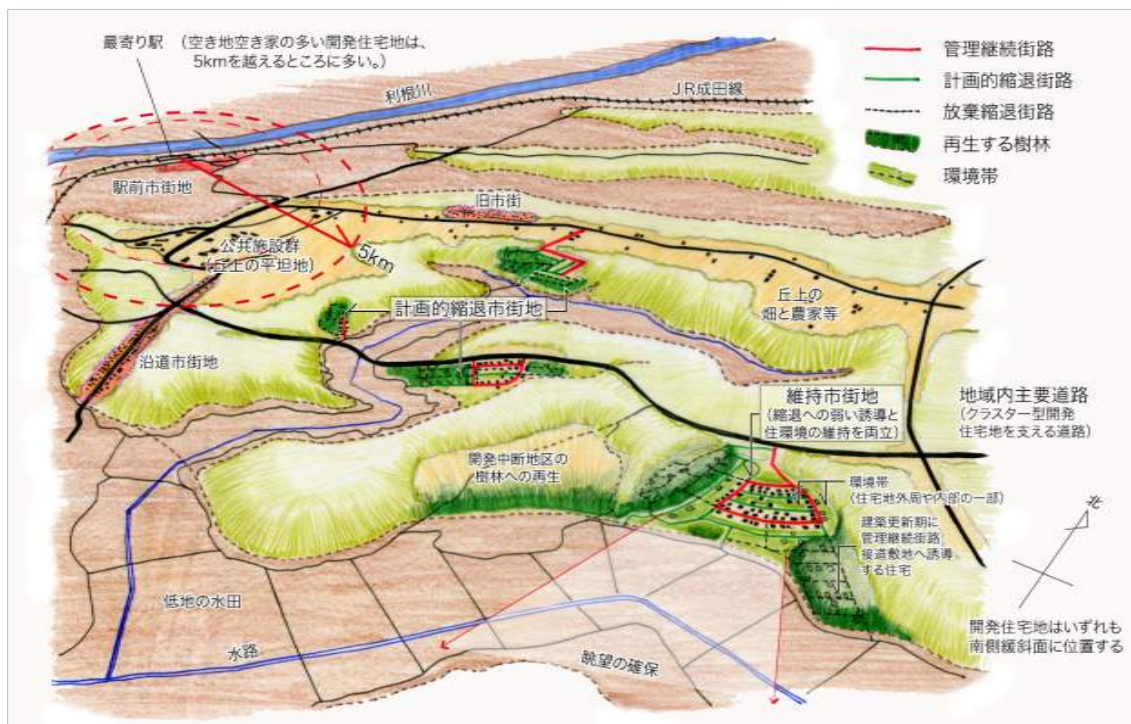 最寄り駅　（空き地空き家の多い開発住宅地は、
5kmを越えるところに多い。）
利根川
JR成田線
管理継続街路
計画的縮退街路
放棄縮退街路
再生する樹林
環境帯
駅前市街地
旧市街
公共施設群
（丘上の平坦地）
5km
計画的縮退市街地
丘上の
畑と農家等
沿道市街地
維持市街地
（縮退への弱い誘導と
住環境の維持を両立）
地域内主要道路
（クラスター型開発
住宅地を支える道路）
開発中断地区の
樹林への再生
環境帯
（住宅地外周や内部の一部）
建築更新期に
管理継続街路
接道敷地へ誘導
する住宅
北
低地の水田
水路
眺望の確保
開発住宅地はいずれも
南側緩斜面に位置する